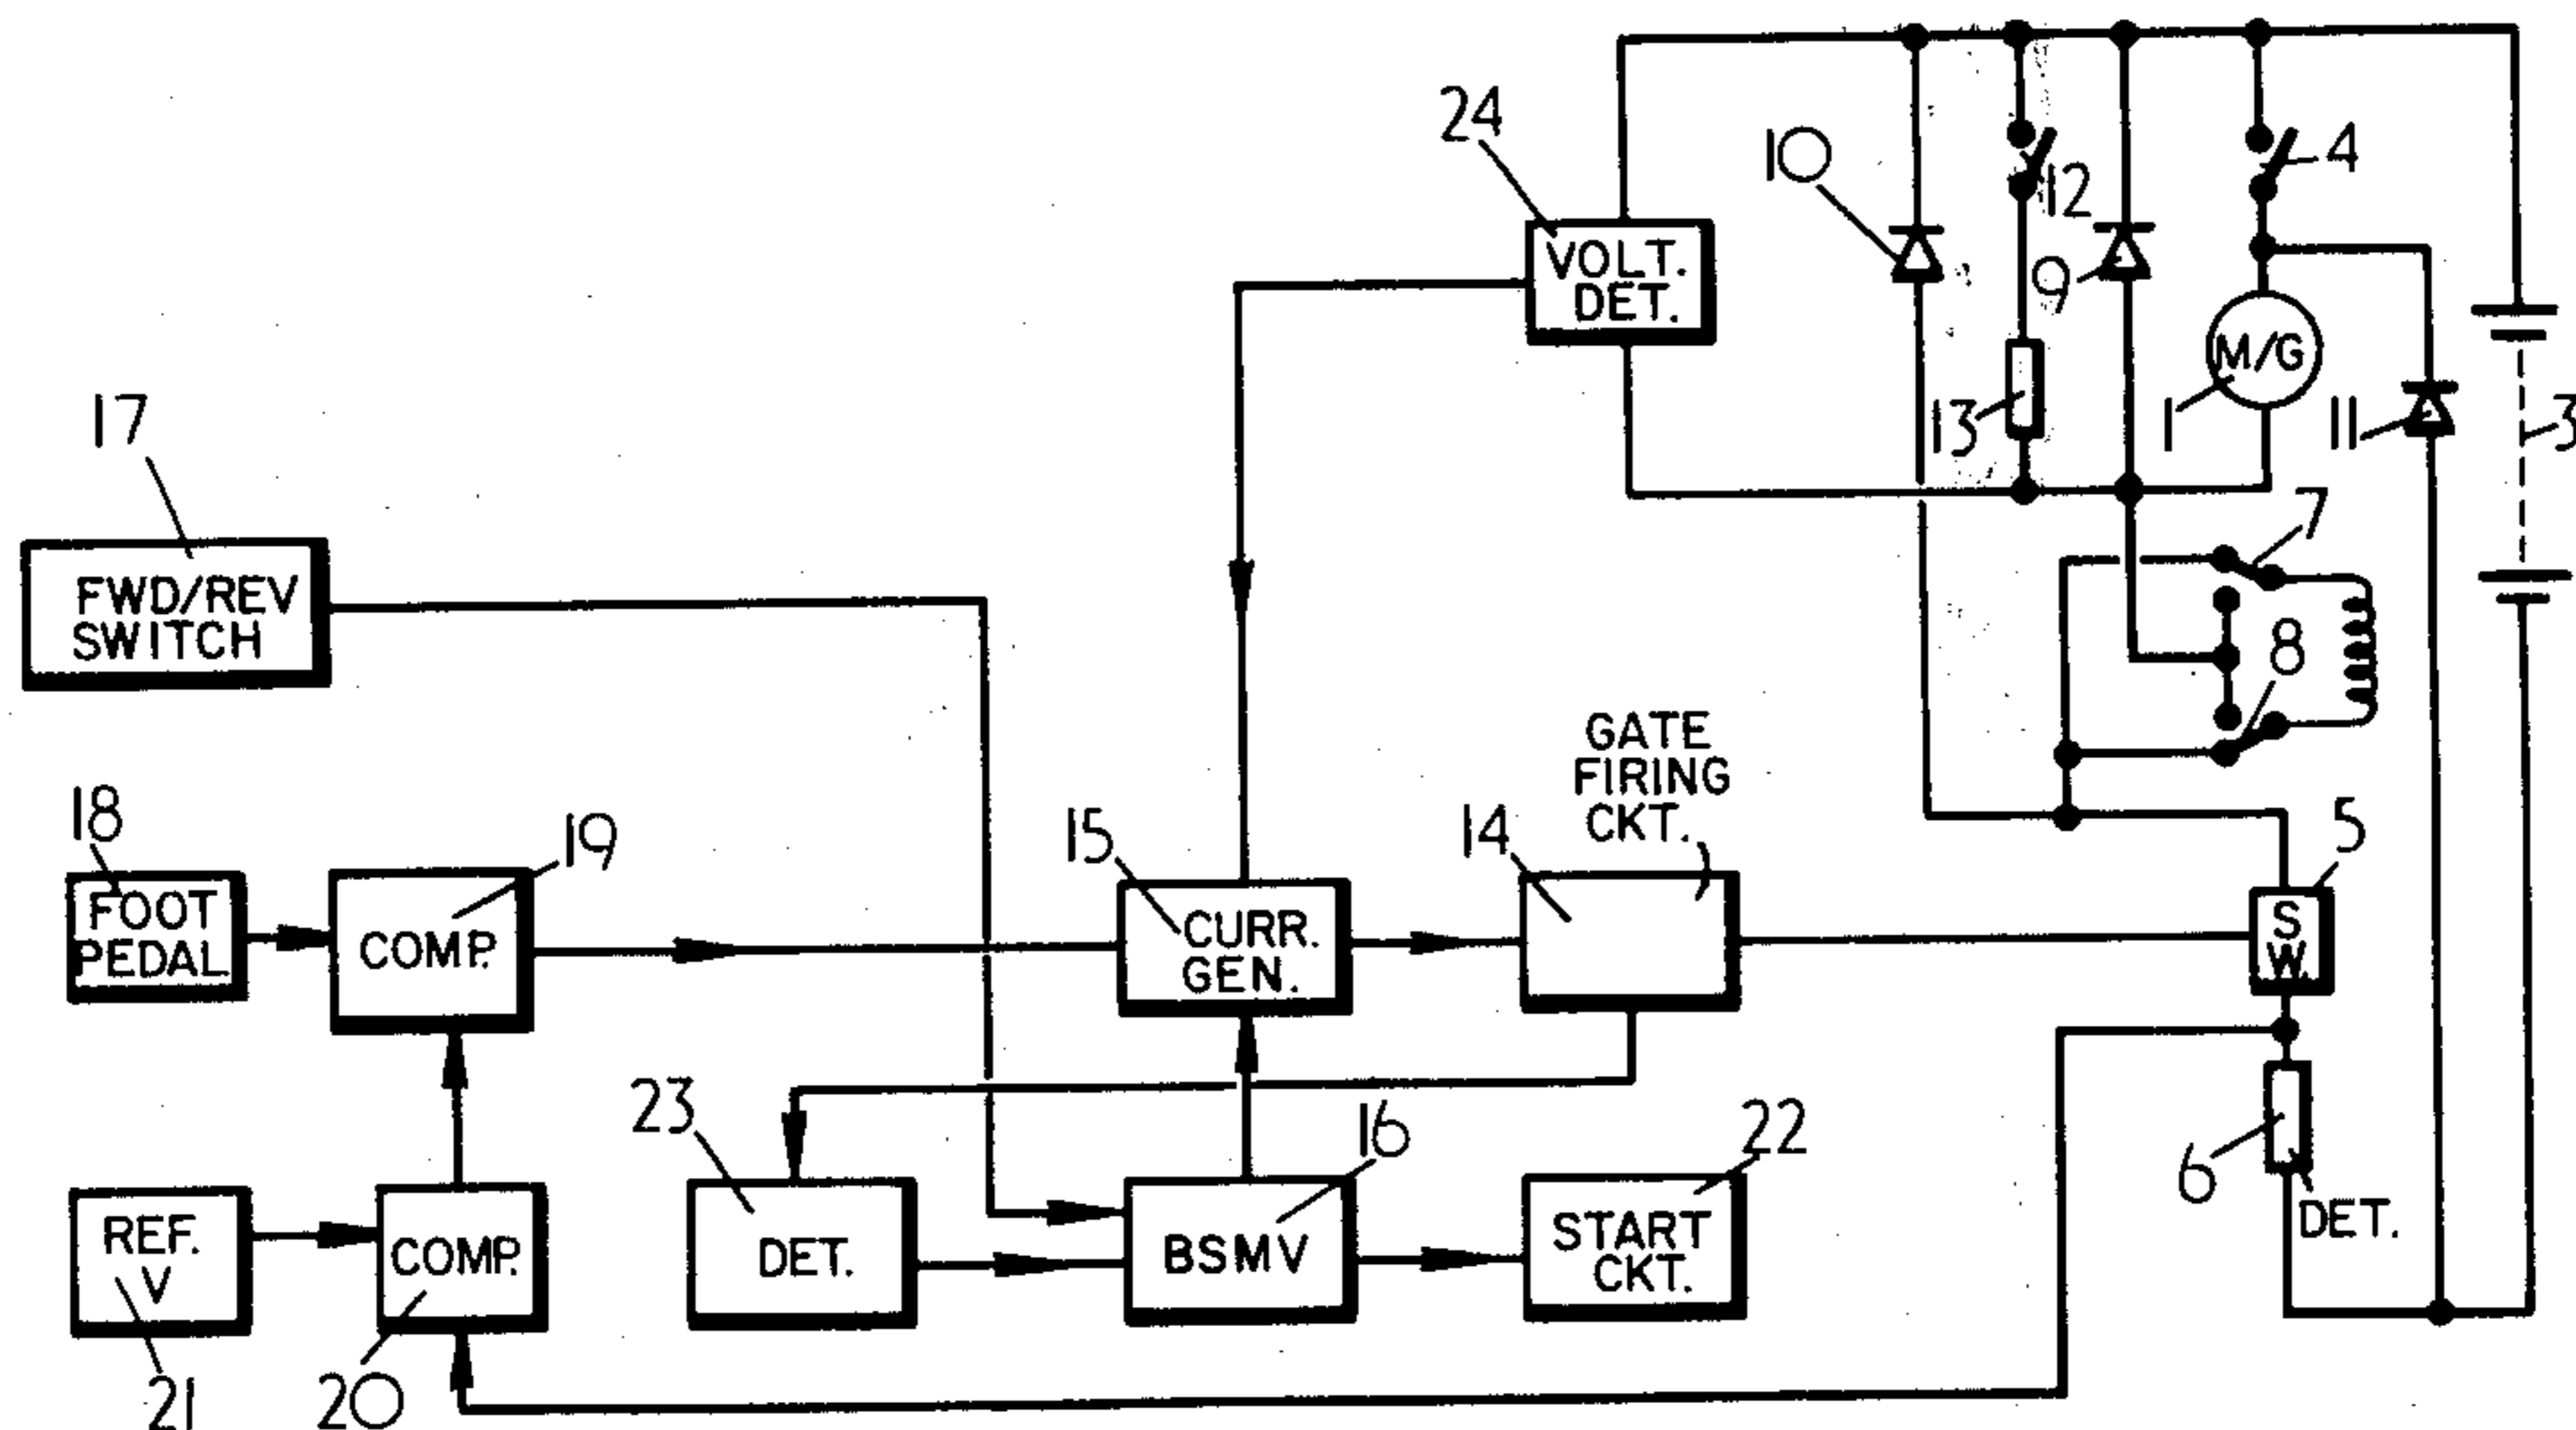 24
10
12
4
VOLT.
DET.
9
M/G
1
13
11
3
17
FWD/REV
SWITCH
7
8
GATE
FIRING
CKT.
18
FOOT
PEDAL
19
COMP.
15
CURR.
GEN.
14
5
S
W.
23
16
22
6
DET.
REF.
V
COMP.
DET.
BSMV
START
CKT.
21
20